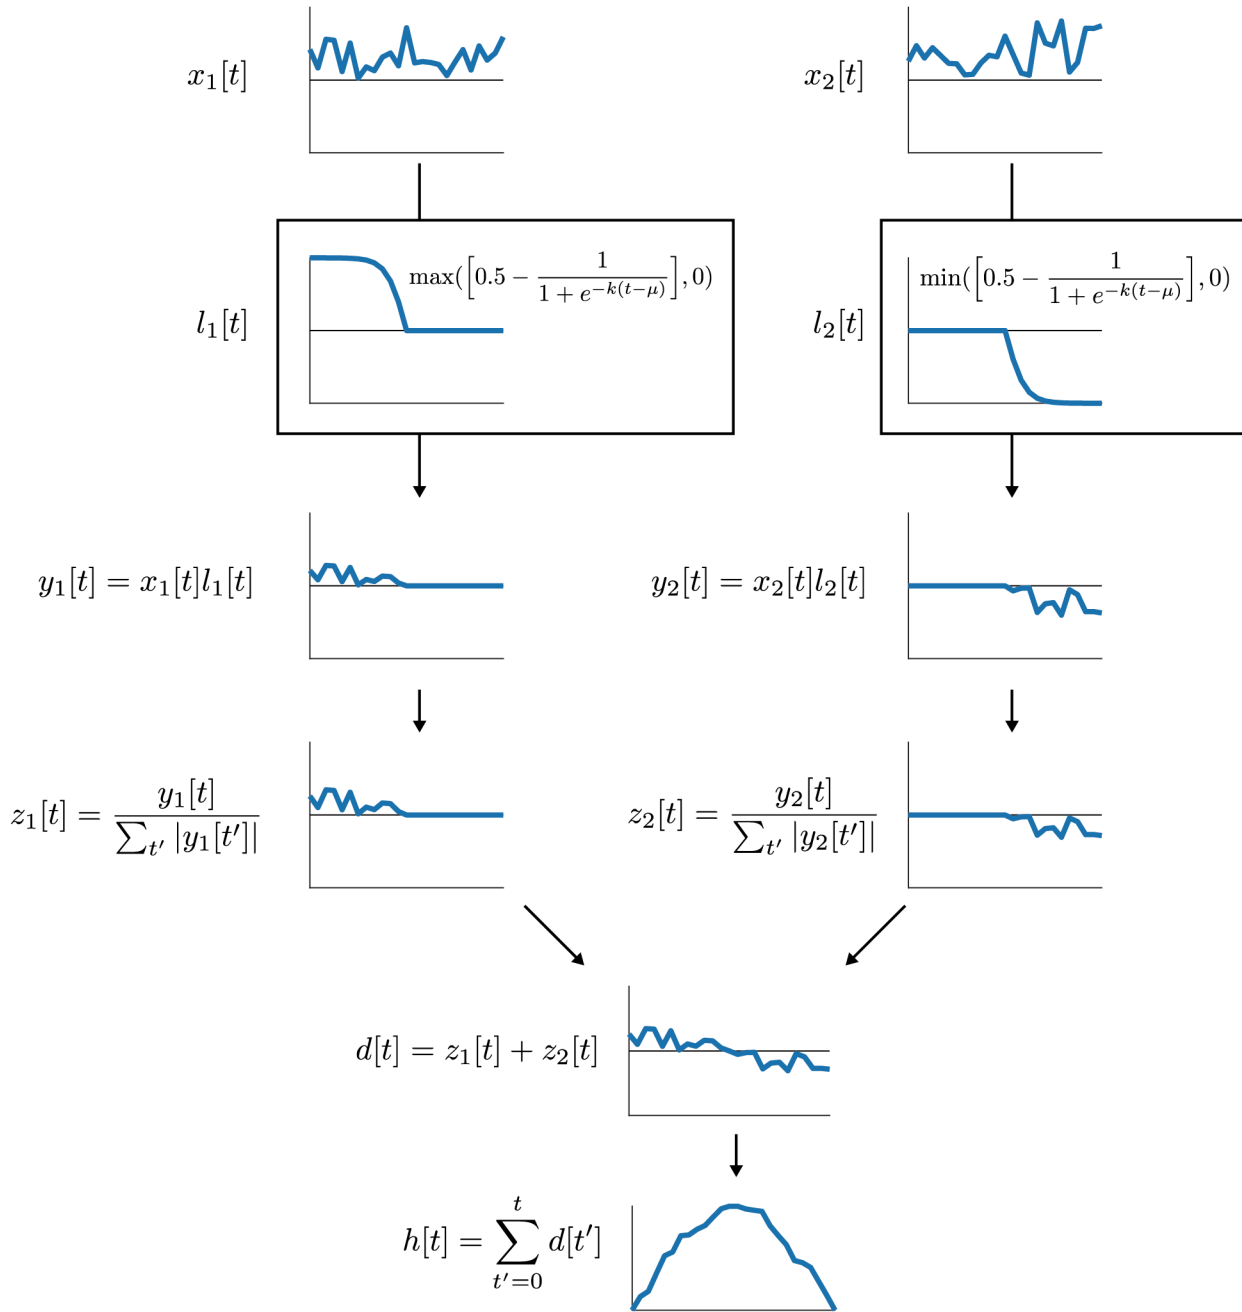 x₁[t]
x₂[t]
max([0.5 − 1/(1 + e^{−k(t−μ)})], 0)
min([0.5 − 1/(1 + e^{−k(t−μ)})], 0)
l₁[t]
l₂[t]
y₁[t] = x₁[t]l₁[t]
y₂[t] = x₂[t]l₂[t]
z₁[t] = y₁[t]/∑_{t′} |y₁[t′]|
z₂[t] = y₂[t]/∑_{t′} |y₂[t′]|
d[t] = z₁[t] + z₂[t]
h[t] = ∑_{t′=0}^{t} d[t′]